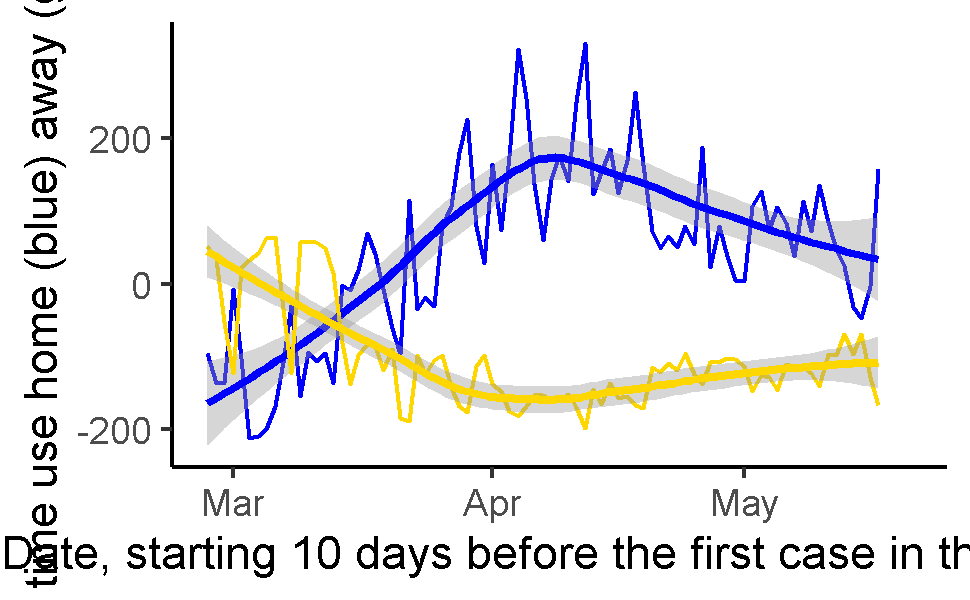 time use home (blue) away (
200
0
-200
Mar Apr May
Date, starting 10 days before the first case in th